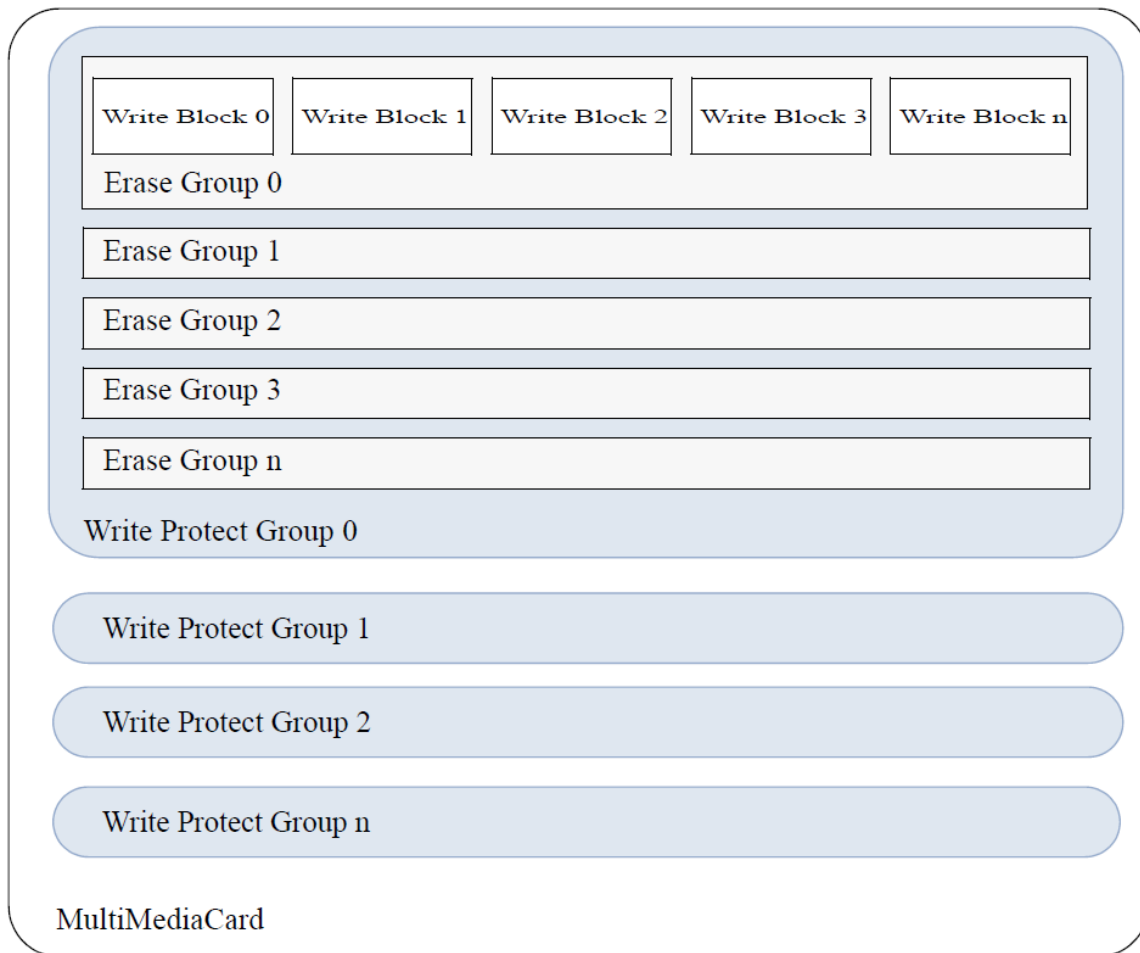 Write Block 0 Write Block 1 Write Block 2 Write Block 3 Write Block n
Erase Group 0
Erase Group 1
Erase Group 2
Erase Group 3
Erase Group n
Write Protect Group 0
Write Protect Group 1
Write Protect Group 2
Write Protect Group n
MultiMediaCard